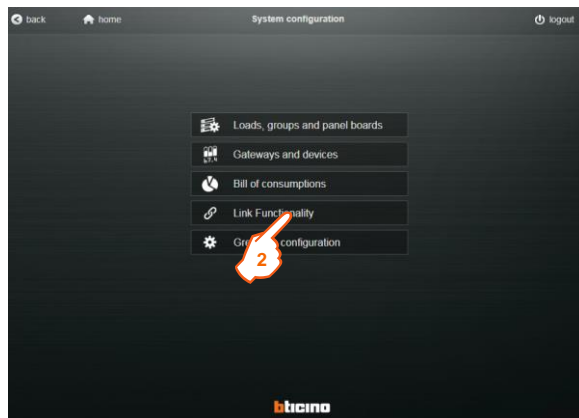 back home System configuration logout
Loads, groups and panel boards
Gateways and devices
Bill of consumptions
Link Functionality
configuration
2
bticino